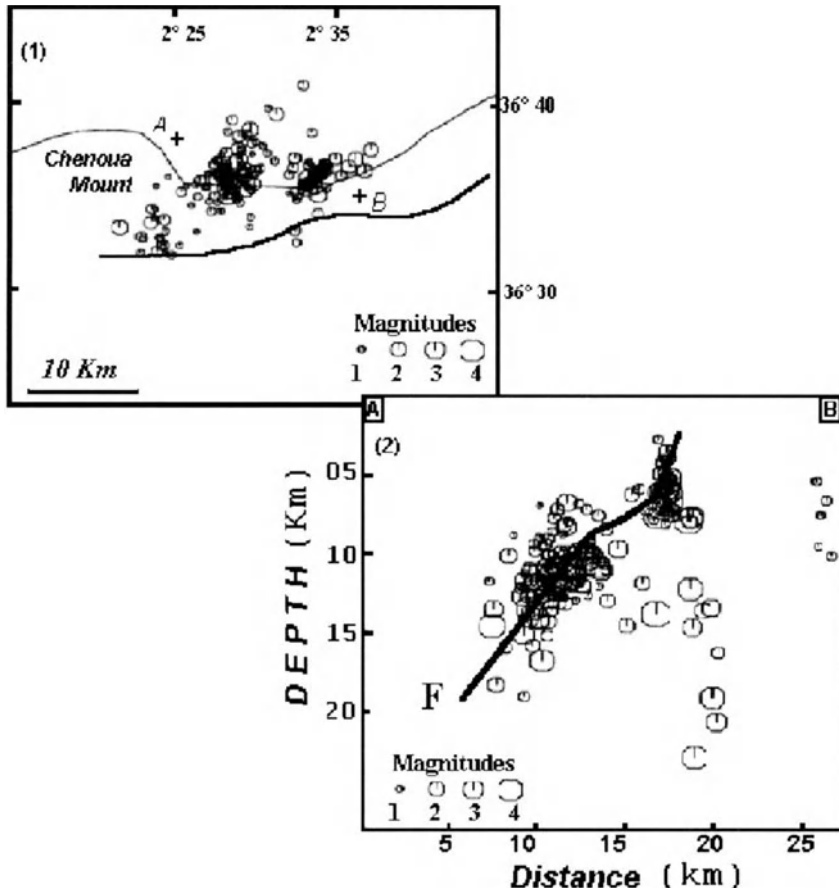 2° 25 2° 35
(1)
A
36° 40
Chenoua
Mount
B
36° 30
Magnitudes
1 2 3 4
10 Km
A B
(2)
05
10
15
20
DEPTH (Km)
F
Magnitudes
1 2 3 4
5 10 15 20 25
Distance (km)